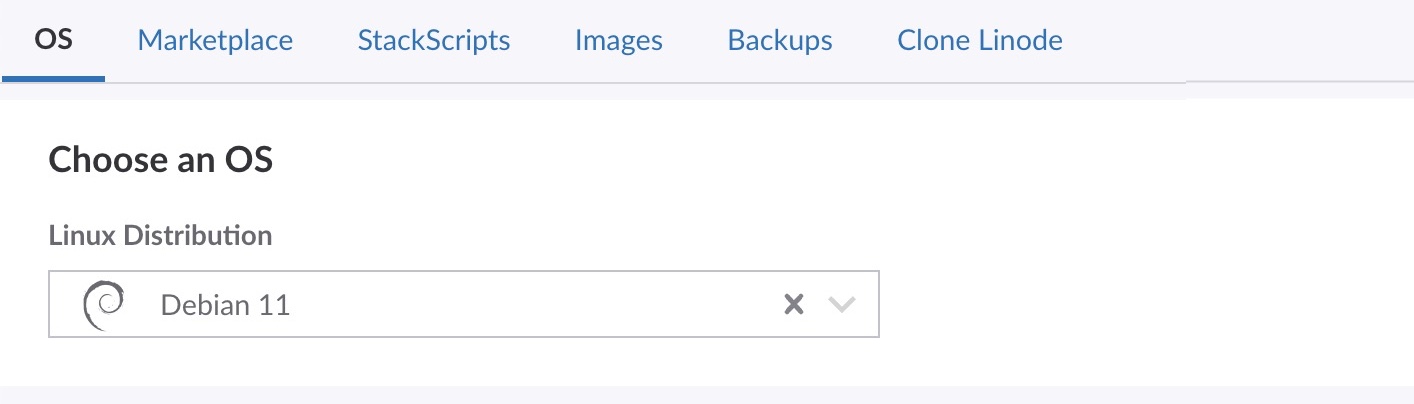 OS Marketplace StackScripts Images Backups Clone Linode
Choose an OS
Linux Distribution
Debian 11